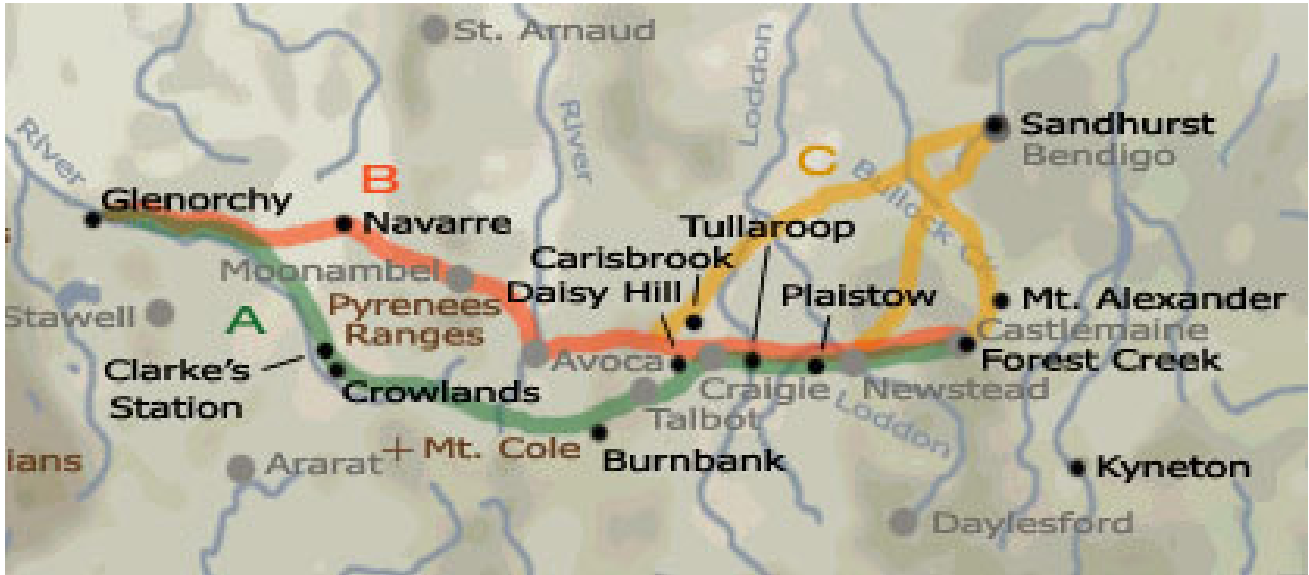 St. Arnaud
River
River
Loddon
C
Sandhurst
Bendigo
B
Bullock Ck
Glenorchy
Navarre
Tullaroop
Carisbrook
Moonambel
Daisy Hill
Plaistow
Mt. Alexander
Pyrenees
Ranges
Stawell
A
Castlemaine
Avoca
Forest Creek
Clarke's
Station
Crowlands
Craigie
Newstead
Talbot
Loddon
Mt. Cole
Burnbank
ians
Ararat
Kyneton
Daylesford